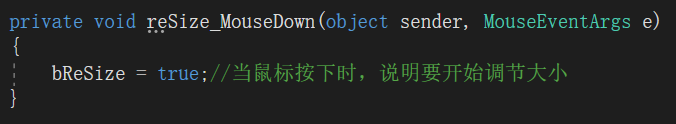 private void reSize_MouseDown(object sender, MouseEventArgs e)
{
bReSize = true;//当鼠标按下时，说明要开始调节大小
}